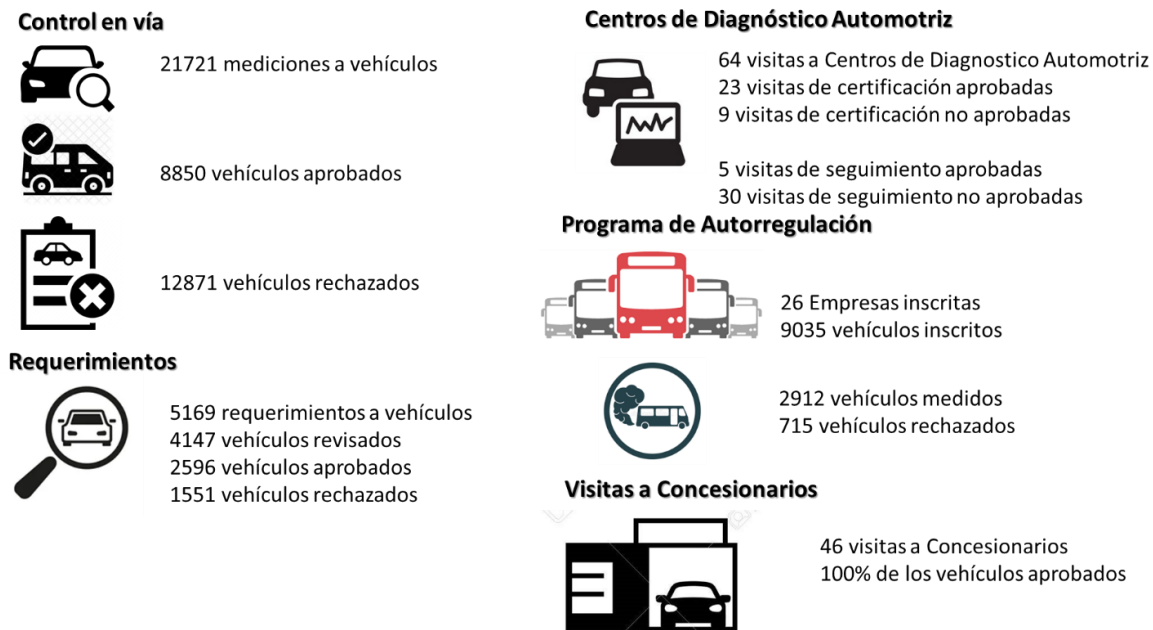 Control en vía
21721 mediciones a vehículos
8850 vehículos aprobados
12871 vehículos rechazados
Requerimientos
5169 requerimientos a vehículos
4147 vehículos revisados
2596 vehículos aprobados
1551 vehículos rechazados
Centros de Diagnóstico Automotriz
64 visitas a Centros de Diagnostico Automotriz
23 visitas de certificación aprobadas
9 visitas de certificación no aprobadas
5 visitas de seguimiento aprobadas
30 visitas de seguimiento no aprobadas
Programa de Autorregulación
26 Empresas inscritas
9035 vehículos inscritos
2912 vehículos medidos
715 vehículos rechazados
Visitas a Concesionarios
46 visitas a Concesionarios
100% de los vehículos aprobados